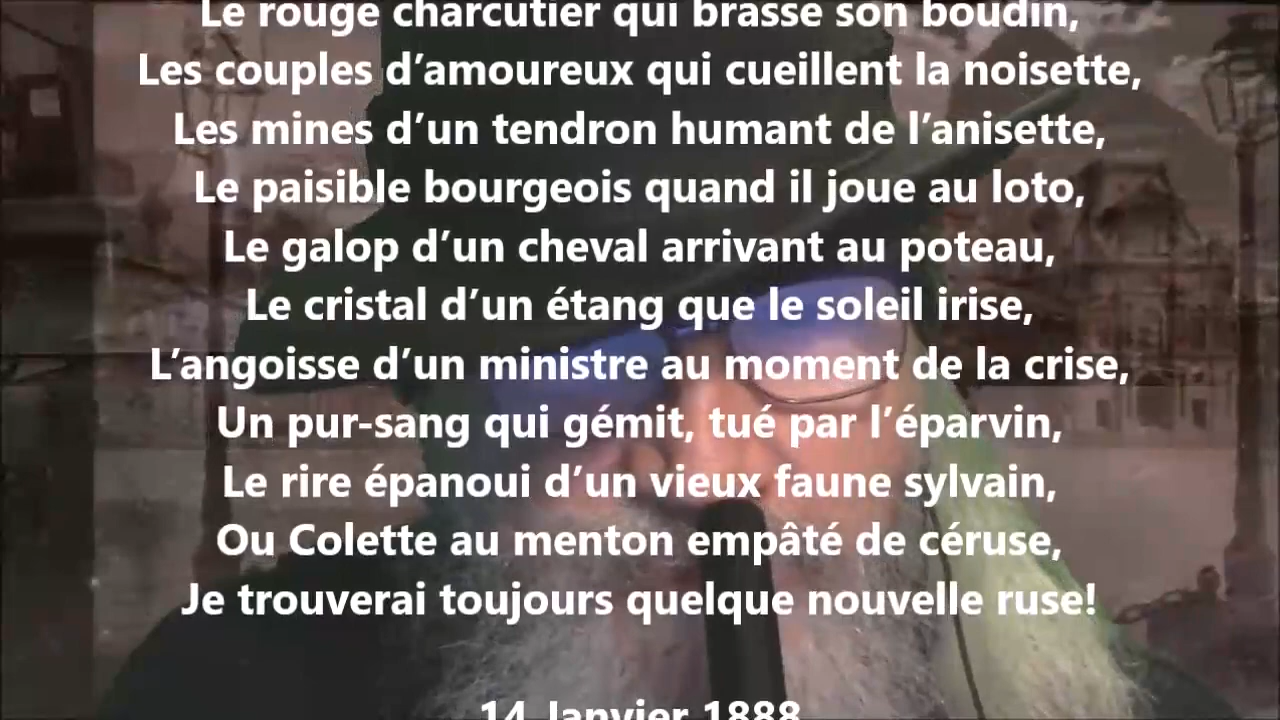 Le rouge charcutier qui brasse son boudin,
Les couples d’amoureux qui cueillent la noisette,
Les mines d’un tendron humant de l’anisette,
Le paisible bourgeois quand il joue au loto,
Le galop d’un cheval arrivant au poteau,
Le cristal d’un étang que le soleil irise,
L’angoisse d’un ministre au moment de la crise,
Un pur-sang qui gémit, tué par l’éparvin,
Le rire épanoui d’un vieux faune sylvain,
Ou Colette au menton empâté de céruse,
Je trouverai toujours quelque nouvelle ruse!
14 Janvier 1888